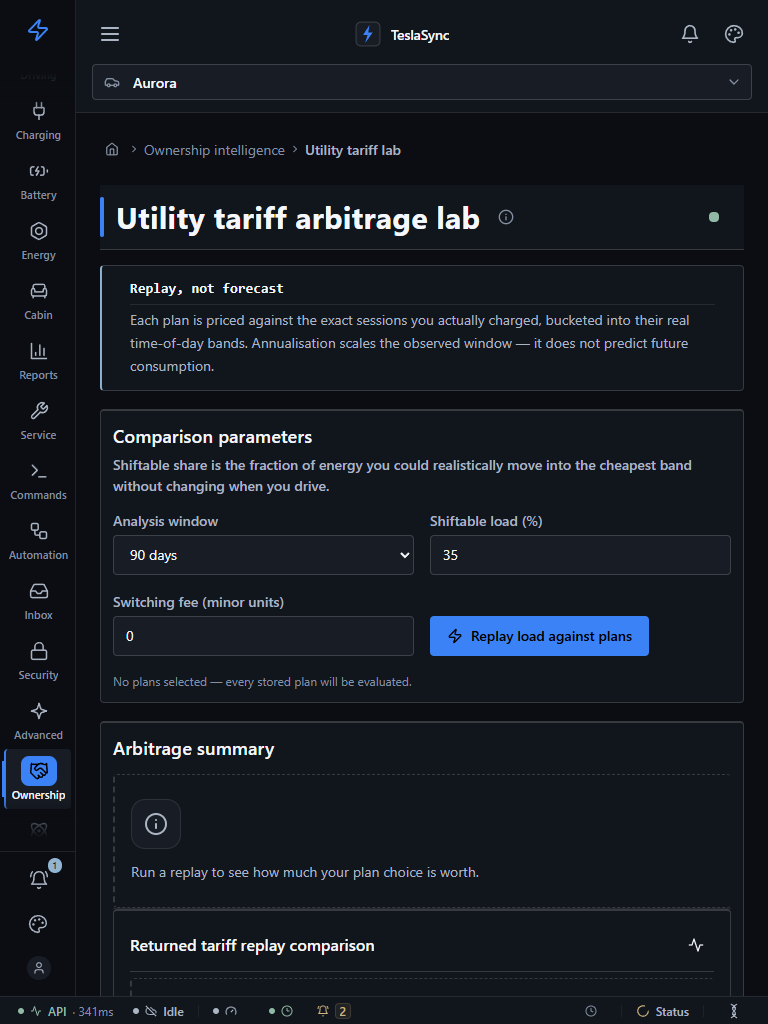 TeslaSync
Aurora
Driving
Charging
Battery
Energy
Cabin
Reports
Service
Commands
Automation
Inbox
Security
Advanced
Ownership
1
Ownership intelligence
Utility tariff lab
Utility tariff arbitrage lab
Replay, not forecast
Each plan is priced against the exact sessions you actually charged, bucketed into their real
time-of-day bands. Annualisation scales the observed window — it does not predict future
consumption.
Comparison parameters
Shiftable share is the fraction of energy you could realistically move into the cheapest band
without changing when you drive.
Analysis window
Shiftable load (%)
90 days
35
Switching fee (minor units)
0
Replay load against plans
No plans selected — every stored plan will be evaluated.
Arbitrage summary
Run a replay to see how much your plan choice is worth.
Returned tariff replay comparison
API · 341ms
Idle
2
Status